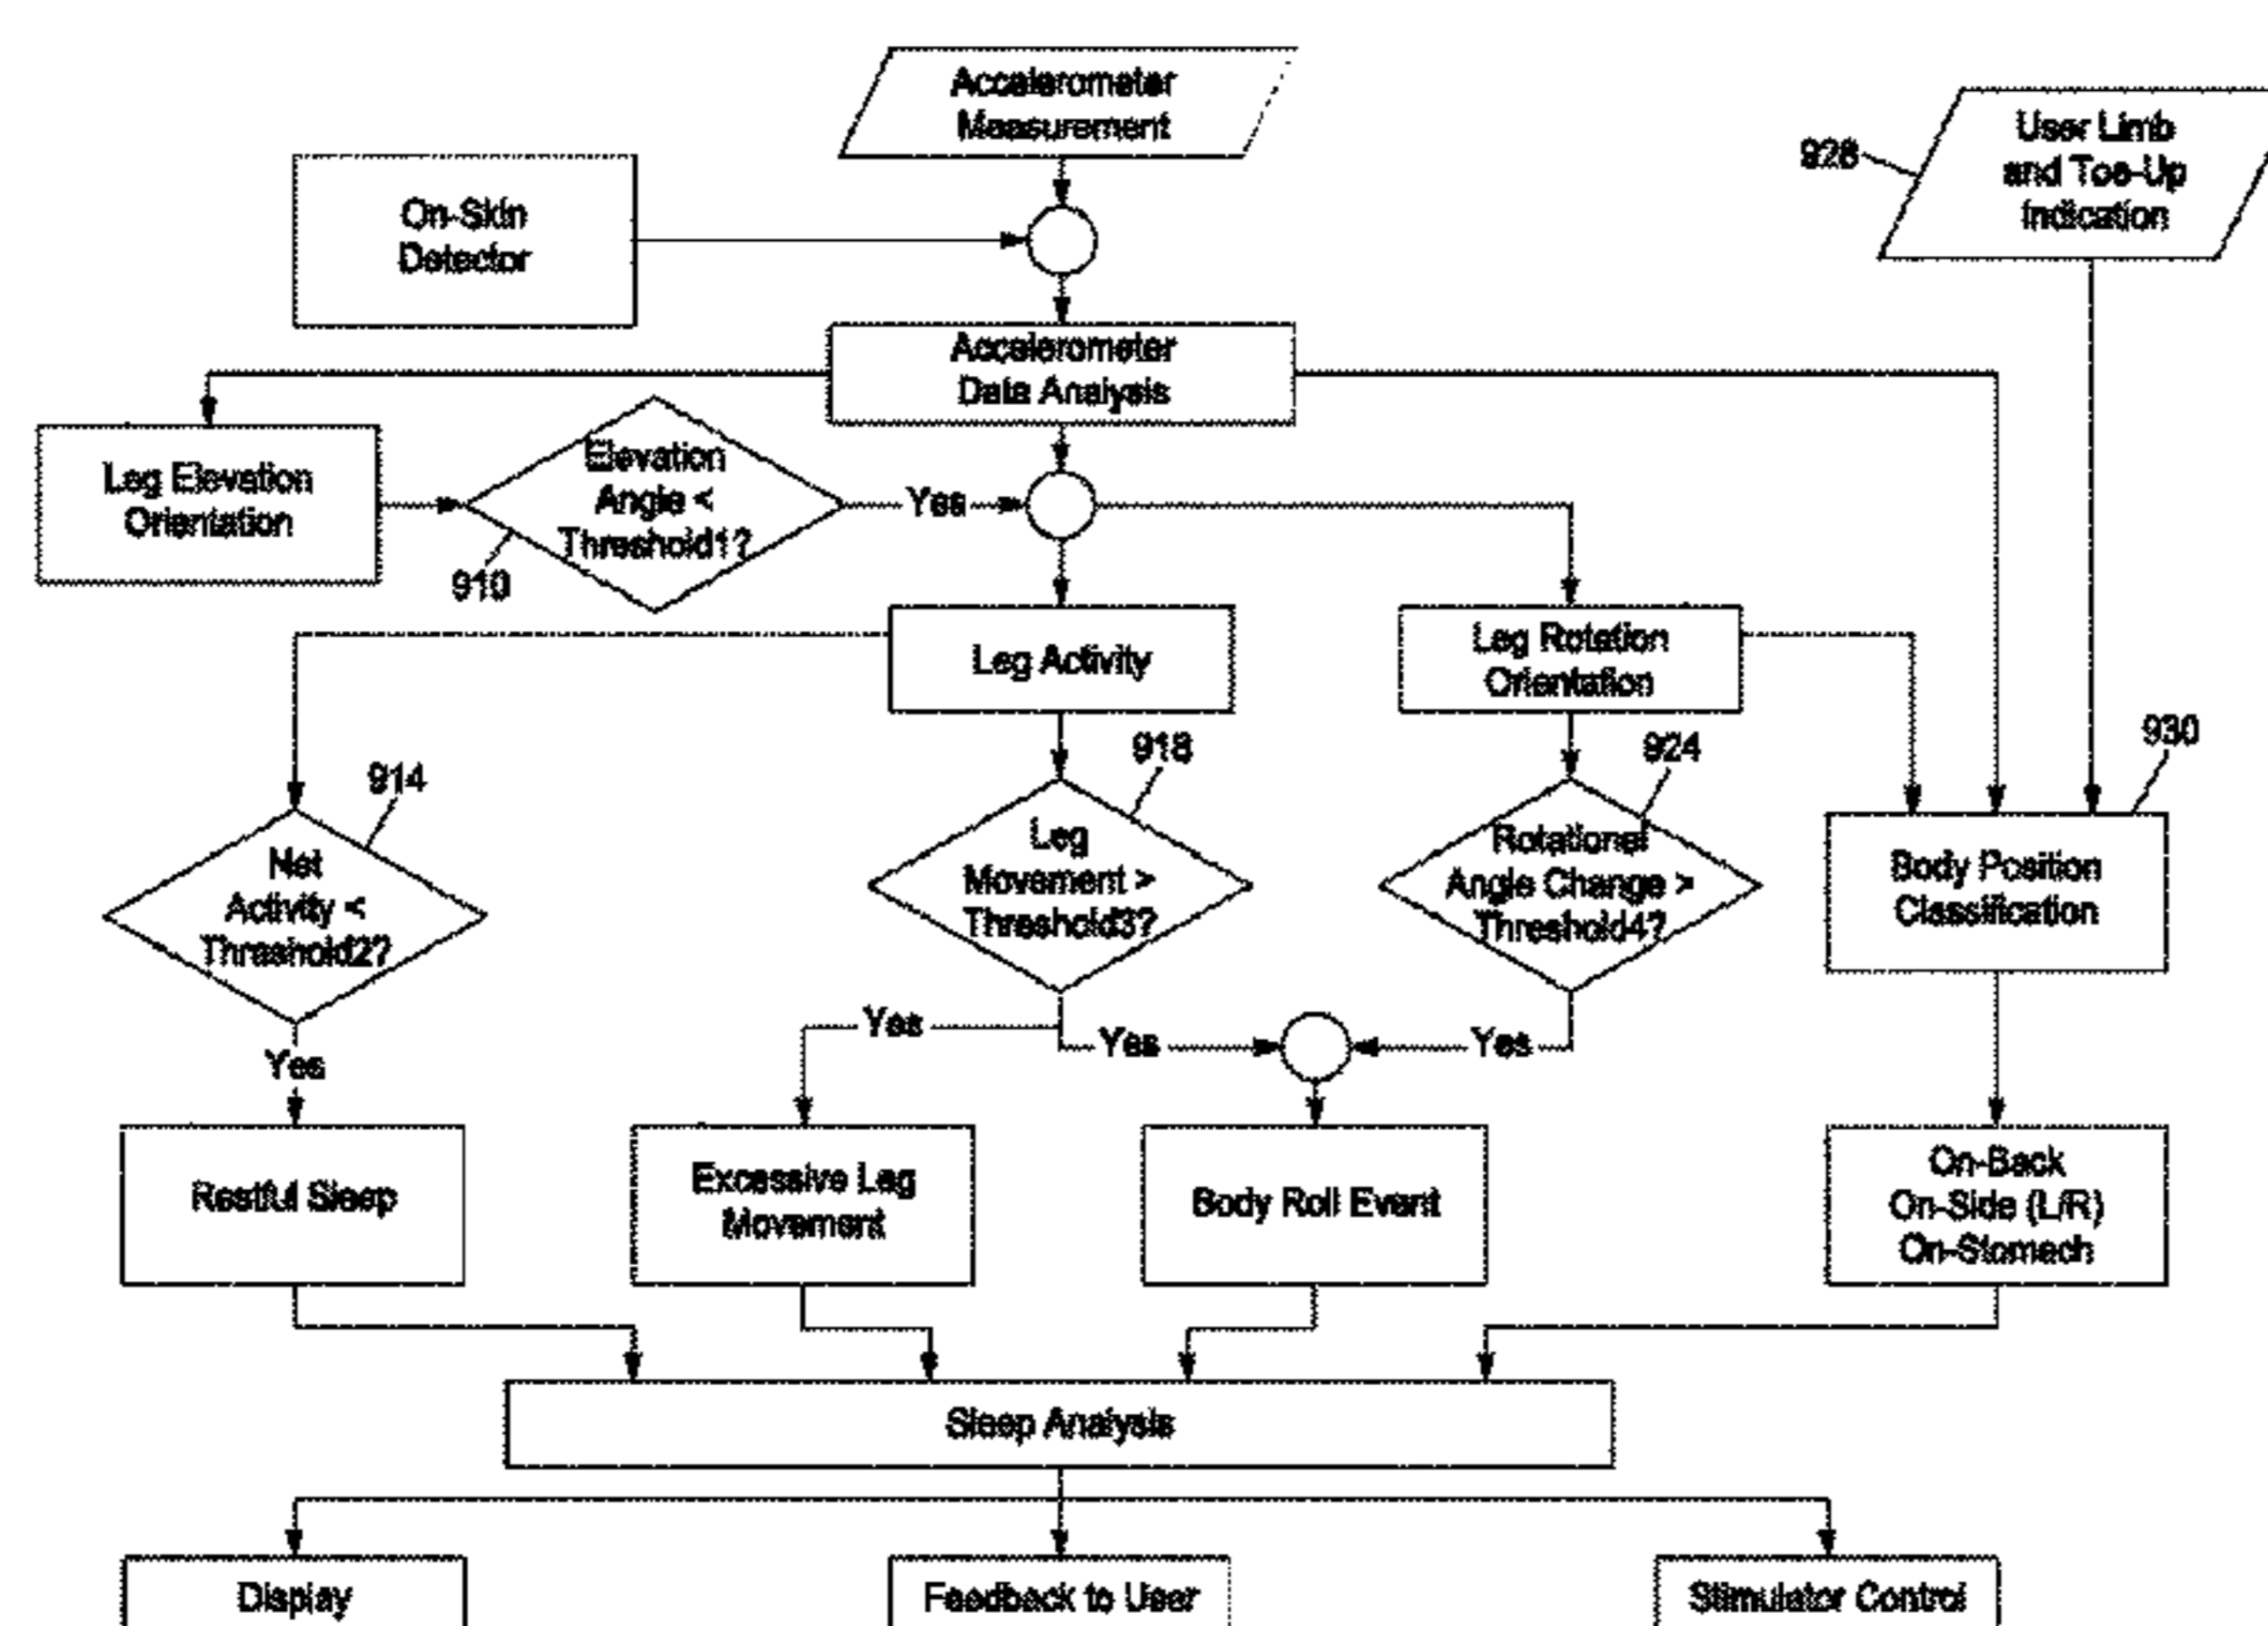 Accelerometer
Measurement
User Limb
and Toe-Up
Indication
928
On-Skin
Detector
Accelerometer
Data Analysis
Leg Elevation
Orientation
Elevation
Angle <
Threshold1?
910
Yes
Leg Activity
Leg Rotation
Orientation
914
918
924
930
Net
Activity <
Threshold2?
Leg
Movement >
Threshold3?
Rotational
Angle Change >
Threshold4?
Body Position
Classification
Yes
Yes
Yes
Yes
Restful Sleep
Excessive Leg
Movement
Body Roll Event
On-Back
On-Side (L/R)
On-Stomach
Sleep Analysis
Display
Feedback to User
Stimulator Control